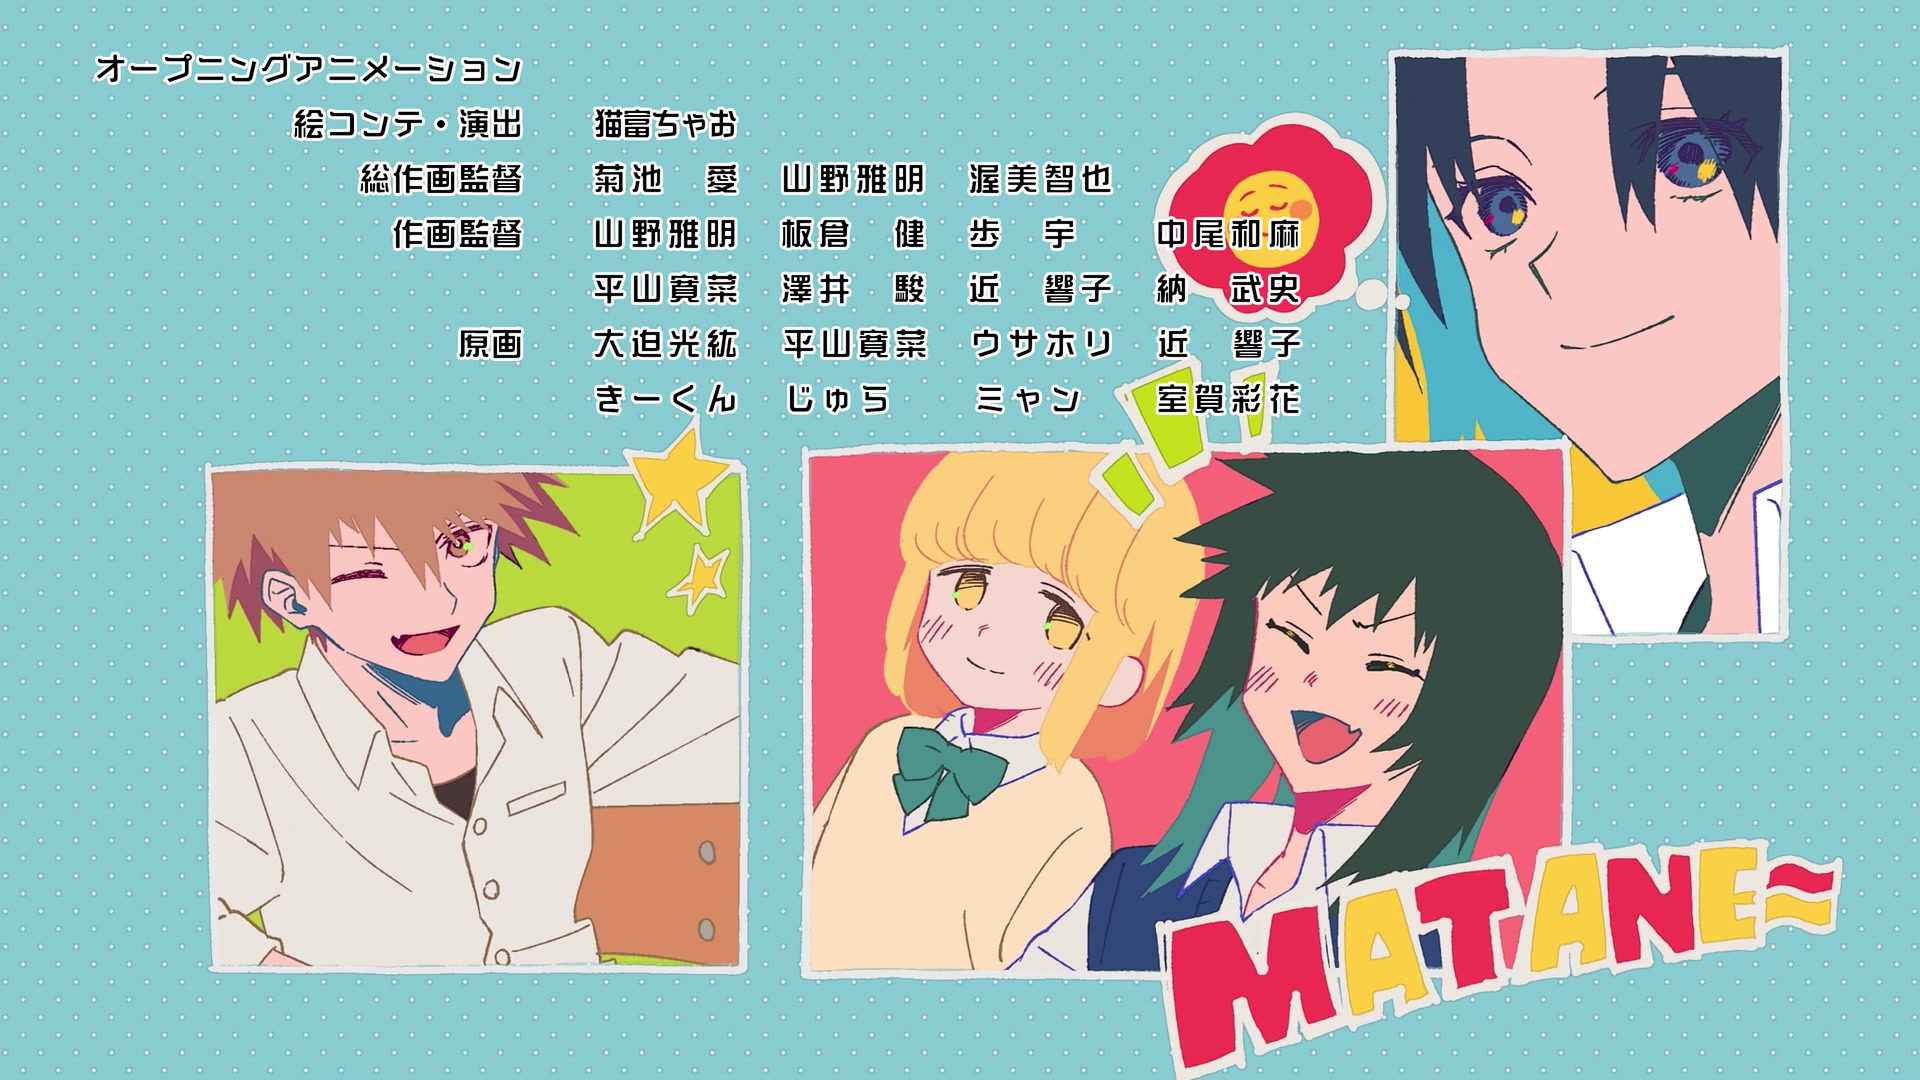 オープニングアニメーション
絵コンテ・演出 猫富ちゃお
総作画監督 菊池 愛 山野雅明 渥美智也
作画監督 山野雅明 板倉 健 歩 宇 中尾和麻
平山寛菜 澤井 駿 近 響子 納 武史
原画 大迫光紘 平山寛菜 ウサホリ 近 響子
きーくん じゅら ミャン 室賀彩花
MATANE~